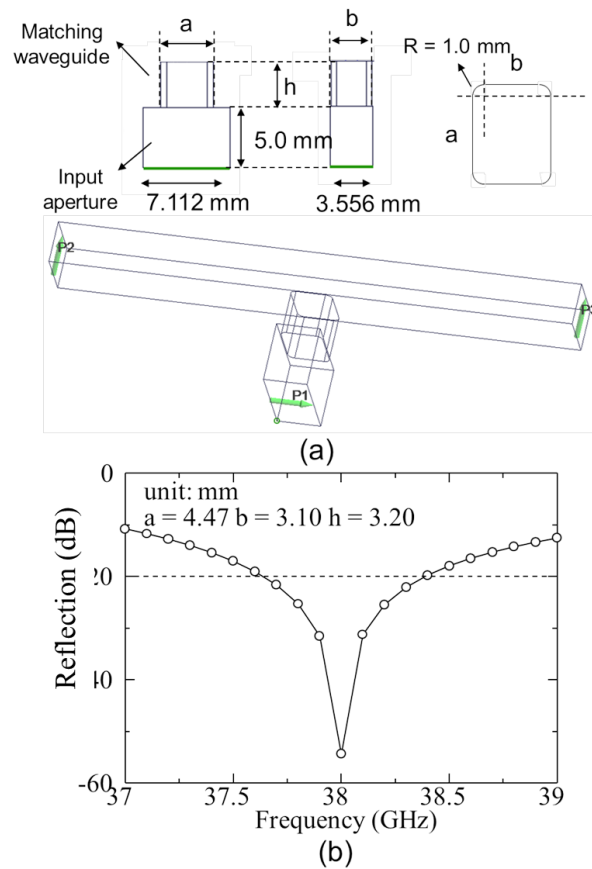 Matching
waveguide
a
b
h
R = 1.0 mm
b
a
5.0 mm
Input
aperture
7.112 mm
3.556 mm
P2
P3
P1
(a)
unit: mm
a = 4.47 b = 3.10 h = 3.20
0
20
40
-60
Reflection (dB)
37
37.5
38
38.5
39
Frequency (GHz)
(b)